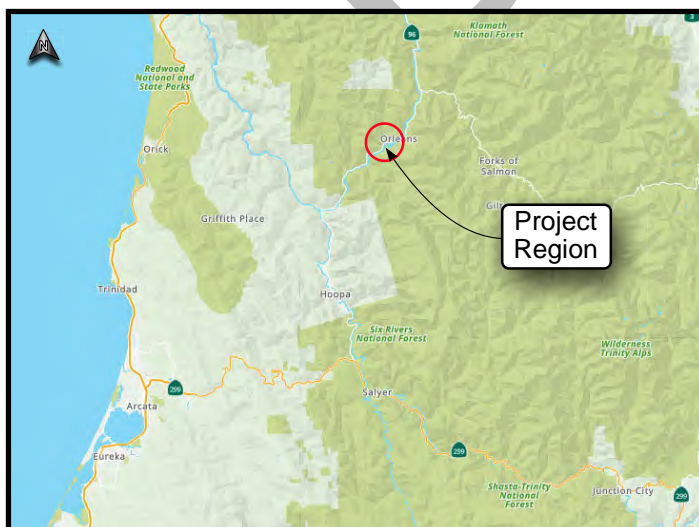 N
96
3
Klamath
National Forest
Redwood
National and
State Parks
Orleans
Orick
Forks of
Salmon
Griffith Place
Project
Region
Trinidad
Hoopa
Six Rivers
National Forest
Wilderness
Trinity Alps
299
Salyer
Arcata
Eureka
299
Shasta-Trinity
National
Forest
Junction City
299